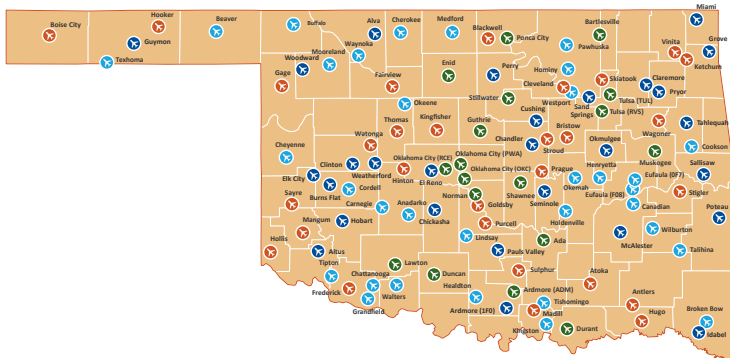 Boise City
Hooker
Guymon
Texhoma
Beaver
Buffalo
Alva
Cherokee
Medford
Blackwell
Ponca City
Bartlesville
Miami
Waynoka
Mooreland
Woodward
Gage
Fairview
Enid
Perry
Pawhuska
Vinita
Grove
Ketchum
Hominy
Cleveland
Skiatook
Claremore
Pryor
Okeene
Stillwater
Westport
Sand
Springs
Tulsa (TUL)
Tulsa (RVS)
Cushing
Thomas
Kingfisher
Guthrie
Wagoner
Tahlequah
Watonga
Chandler
Stroud
Bristow
Okmulgee
Muskogee
Cookson
Cheyenne
Clinton
Weatherford
Oklahoma City (RCE)
Oklahoma City (PWA)
Oklahoma City (OKC)
Hinton
El Reno
Prague
Henryetta
Okemah
Eufaula (0F7)
Eufaula (F08)
Sallisaw
Elk City
Burns Flat
Cordell
Shawnee
Seminole
Stigler
Sayre
Carnegie
Anadarko
Chickasha
Norman
Goldsby
Holdenville
Canadian
Poteau
Mangum
Hobart
Purcell
Lindsay
Pauls Valley
Ada
McAlester
Wilburton
Talihina
Hollis
Altus
Tipton
Frederick
Chattanooga
Grandfield
Walters
Lawton
Duncan
Healdton
Sulphur
Atoka
Ardmore (ADM)
Ardmore (1F0)
Tishomingo
Madill
Kingston
Durant
Antlers
Hugo
Broken Bow
Idabel